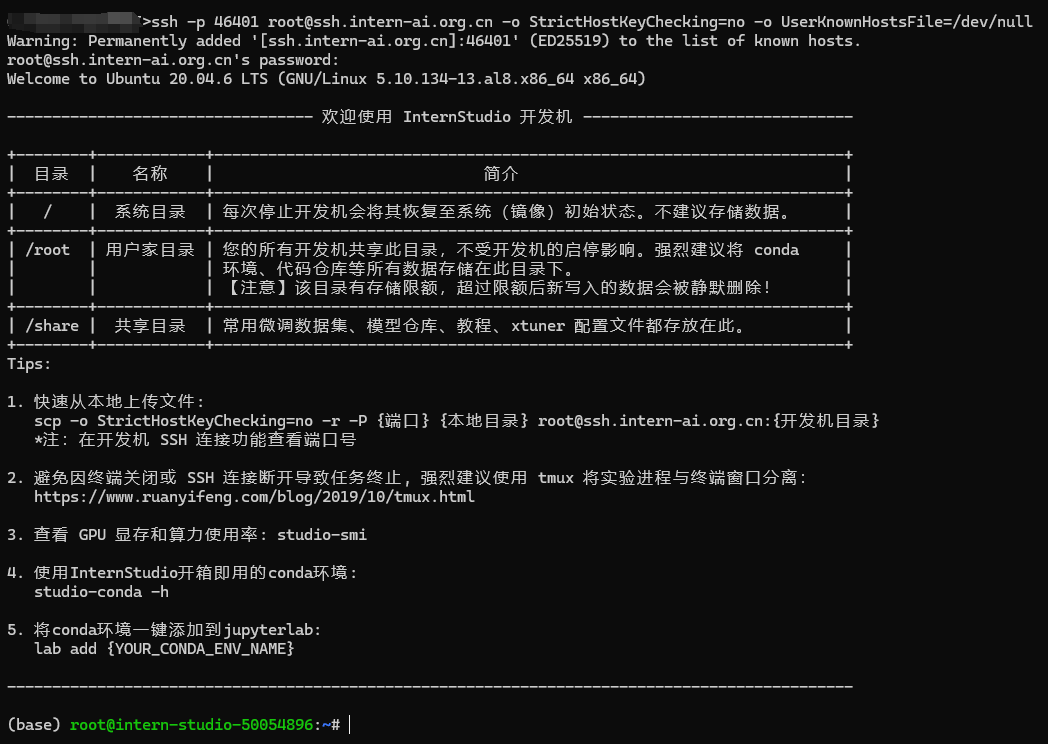 >ssh -p 46401 root@ssh.intern-ai.org.cn -o StrictHostKeyChecking=no -o UserKnownHostsFile=/dev/null
Warning: Permanently added '[ssh.intern-ai.org.cn]:46401' (ED25519) to the list of known hosts.
root@ssh.intern-ai.org.cn's password:
Welcome to Ubuntu 20.04.6 LTS (GNU/Linux 5.10.134-13.al8.x86_64 x86_64)
---------------------------------- 欢迎使用 InternStudio 开发机 ------------------------------
+--------+------------+----------------------------------------------------------------------+
| 目录 | 名称 | 简介 |
+--------+------------+----------------------------------------------------------------------+
| / | 系统目录 | 每次停止开发机会将其恢复至系统（镜像）初始状态。不建议存储数据。 |
+--------+------------+----------------------------------------------------------------------+
| /root | 用户家目录 | 您的所有开发机共享此目录，不受开发机的启停影响。强烈建议将 conda |
| | | 环境、代码仓库等所有数据存储在此目录下。 |
| | | 【注意】该目录有存储限额，超过限额后新写入的数据会被静默删除！ |
+--------+------------+----------------------------------------------------------------------+
| /share | 共享目录 | 常用微调数据集、模型仓库、教程、xtuner 配置文件都存放在此。 |
+--------+------------+----------------------------------------------------------------------+
Tips:
1. 快速从本地上传文件：
scp -o StrictHostKeyChecking=no -r -P {端口} {本地目录} root@ssh.intern-ai.org.cn:{开发机目录}
*注：在开发机 SSH 连接功能查看端口号
2. 避免因终端关闭或 SSH 连接断开导致任务终止，强烈建议使用 tmux 将实验进程与终端窗口分离：
https://www.ruanyifeng.com/blog/2019/10/tmux.html
3. 查看 GPU 显存和算力使用率：studio-smi
4. 使用InternStudio开箱即用的conda环境：
studio-conda -h
5. 将conda环境一键添加到jupyterlab:
lab add {YOUR_CONDA_ENV_NAME}
----------------------------------------------------------------------------------------------
(base) root@intern-studio-50054896:~#